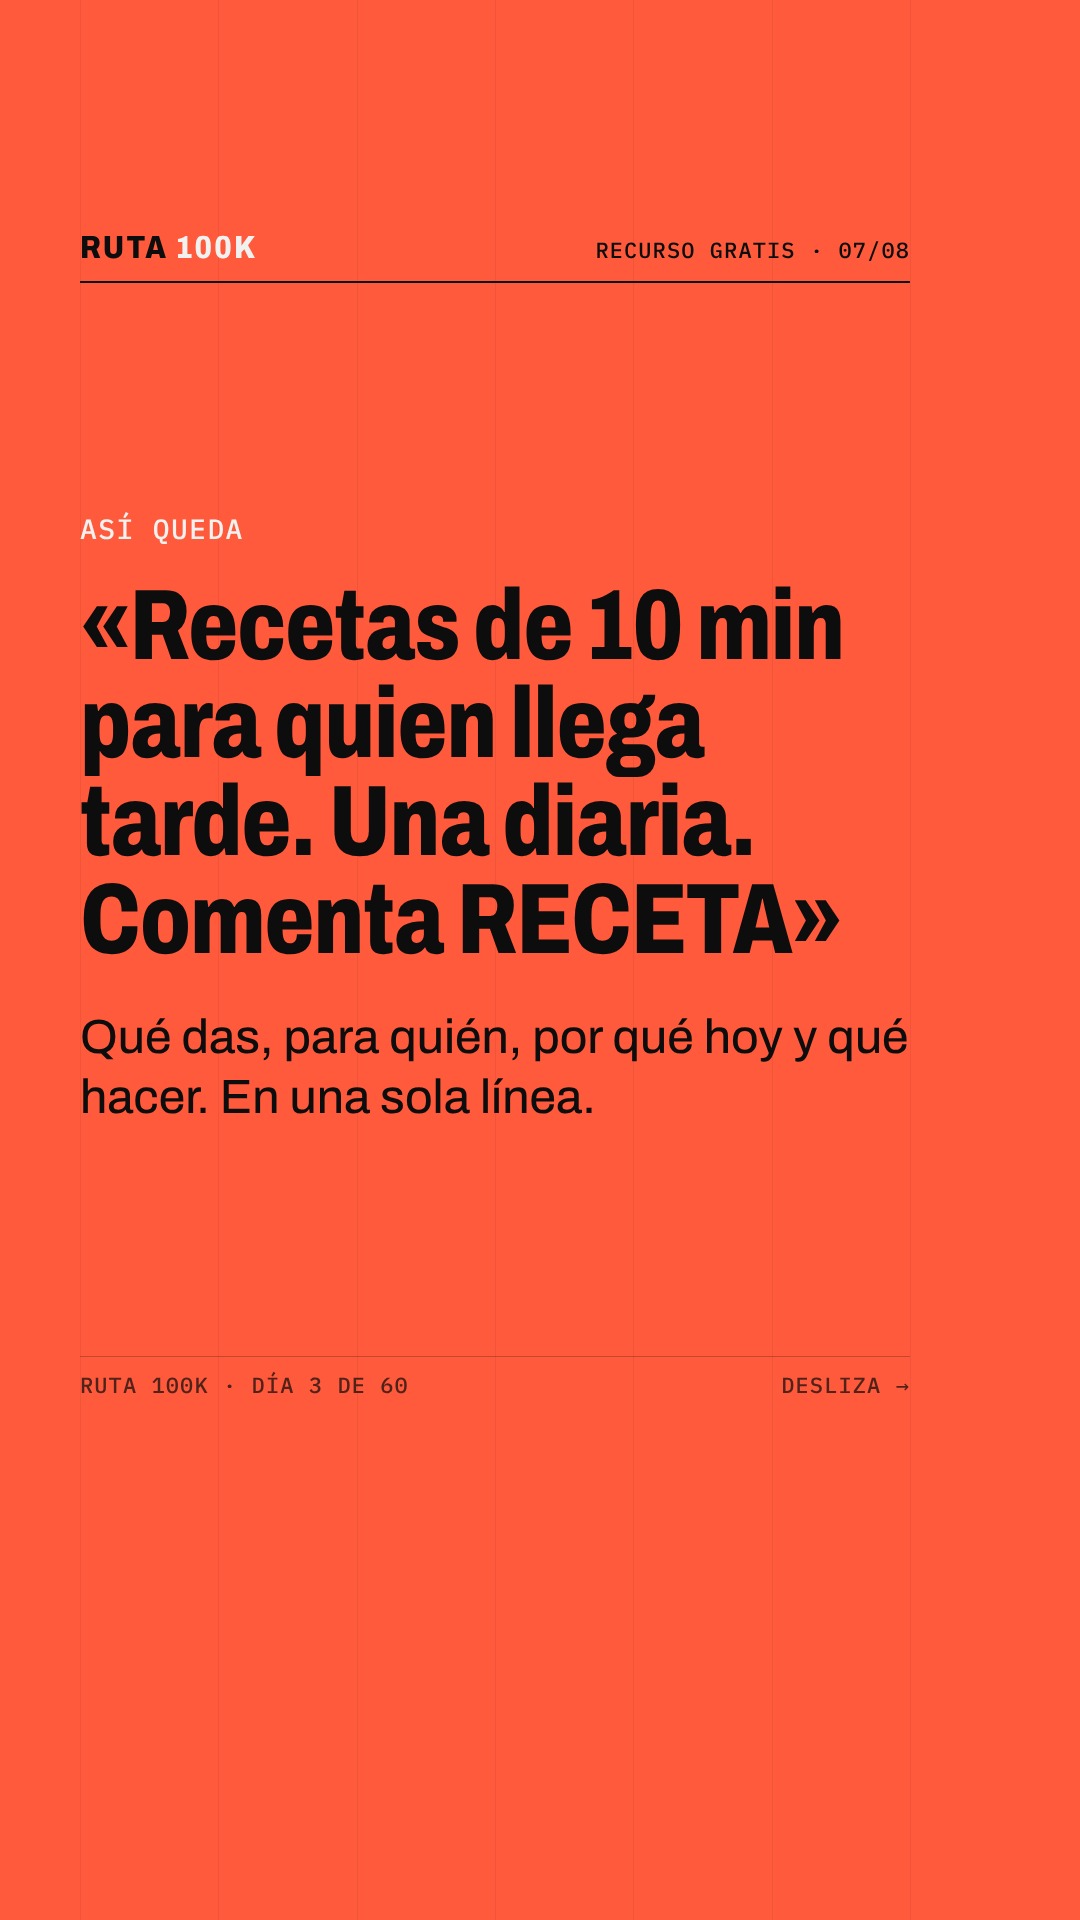 RUTA 100K
RECURSO GRATIS · 07/08
ASÍ QUEDA
«Recetas de 10 min
para quien llega
tarde. Una diaria.
Comenta RECETA»
Qué das, para quién, por qué hoy y qué
hacer. En una sola línea.
RUTA 100K · DÍA 3 DE 60
DESLIZA →